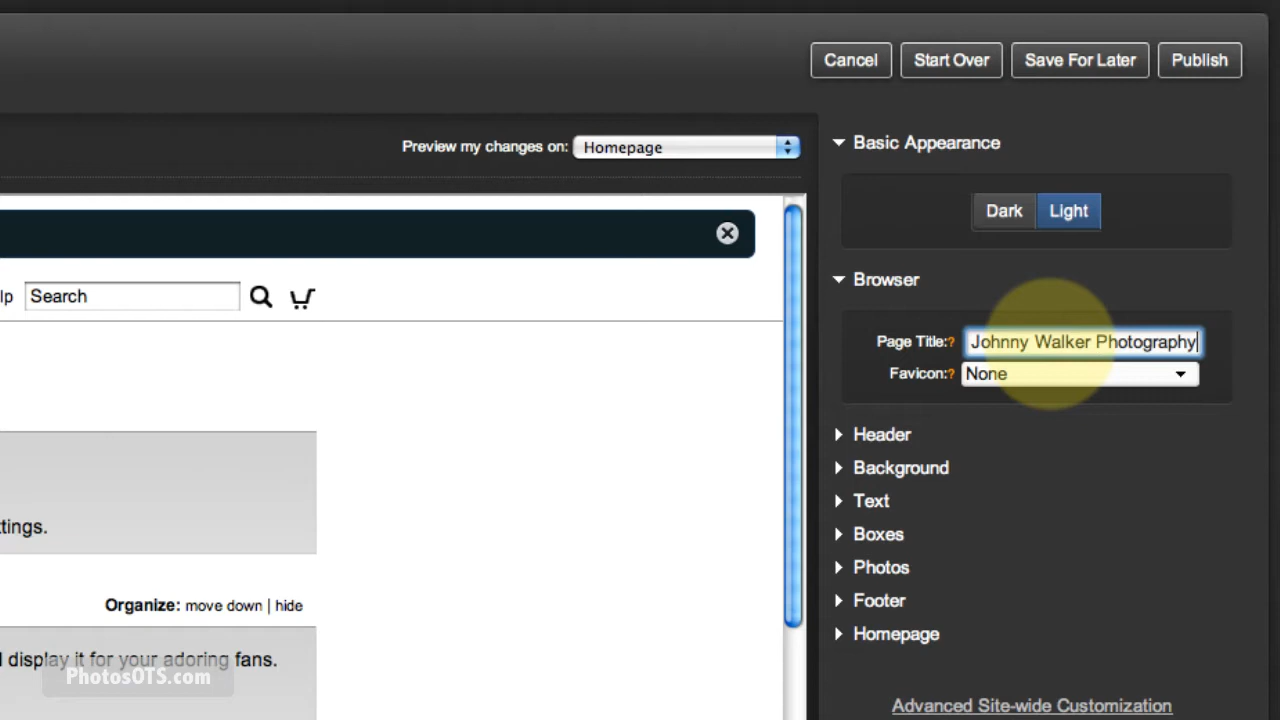 Cancel Start Over Save For Later Publish
Preview my changes on: Homepage
Basic Appearance
Dark Light
Browser
lp Search
Page Title:? Johnny Walker Photography
Favicon:? None
Header
Background
Text
Boxes
Photos
Footer
Homepage
ttings.
Organize: move down | hide
l display it for your adoring fans.
PhotosOTS.com
Advanced Site-wide Customization